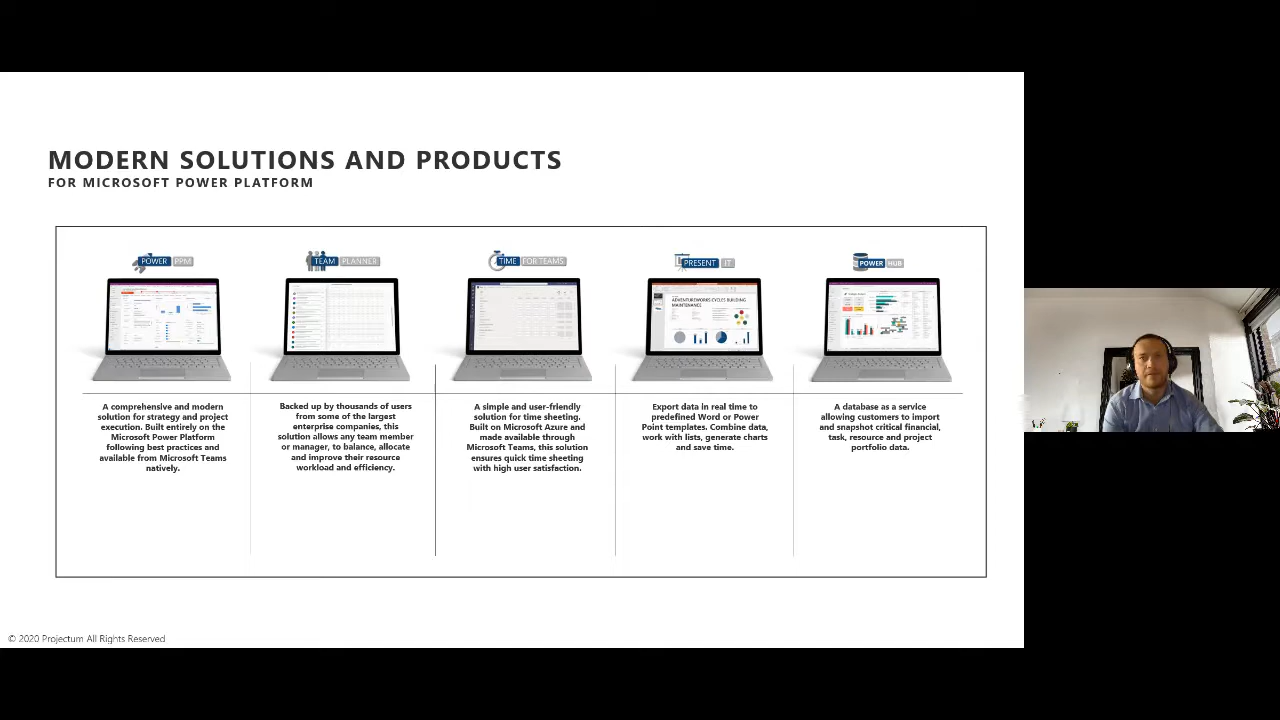 MODERN SOLUTIONS AND PRODUCTS
FOR MICROSOFT POWER PLATFORM
POWER PPM
TEAM PLANNER
TIME FOR TEAMS
PRESENT IT
POWER HUB
ADVENTUREWORKS CYCLES BUILDING
MAINTENANCE
A comprehensive and modern
solution for strategy and project
execution. Built entirely on the
Microsoft Power Platform
following best practices and
available from Microsoft Teams
natively.
Backed up by thousands of users
from some of the largest
enterprise companies, this
solution allows any team member
or manager, to balance, allocate
and improve their resource
workload and efficiency.
A simple and user-friendly
solution for time sheeting.
Built on Microsoft Azure and
made available through
Microsoft Teams, this solution
ensures quick time sheeting
with high user satisfaction.
Export data in real time to
predefined Word or Power
Point templates. Combine data,
work with lists, generate charts
and save time.
A database as a service
allowing customers to import
and snapshot critical financial,
task, resource and project
portfolio data.
© 2020 Projectum All Rights Reserved